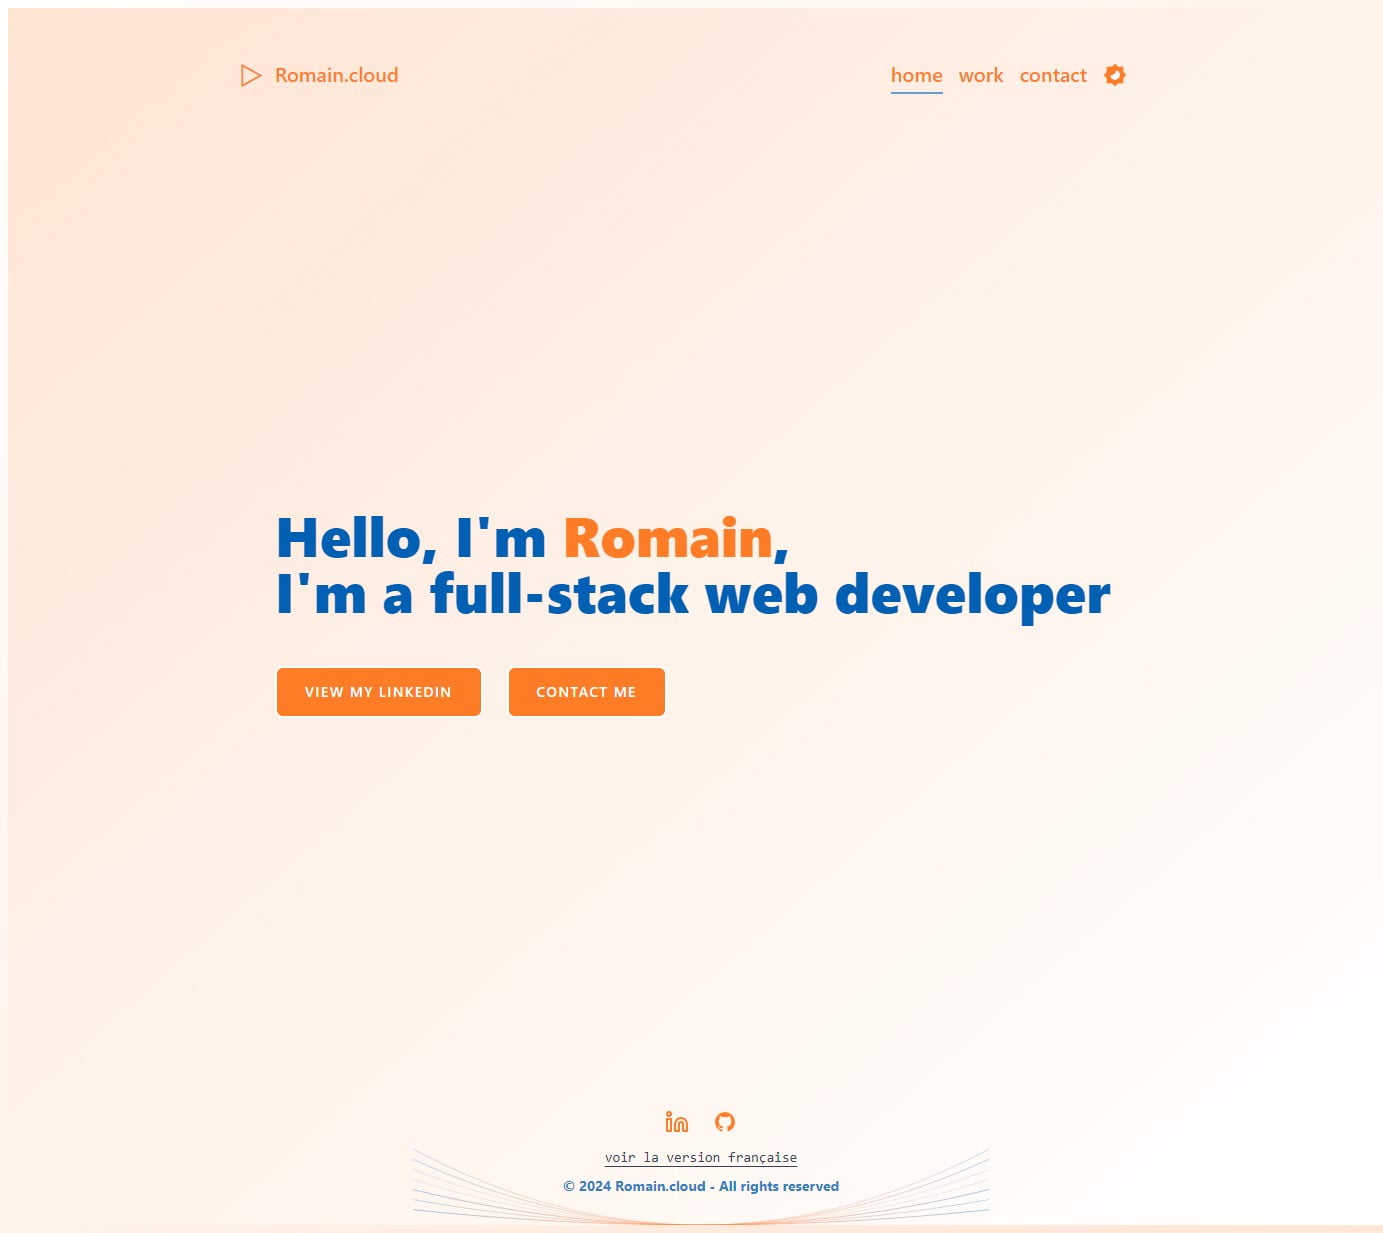 Romain.cloud
home work contact
Hello, I'm Romain,
I'm a full-stack web developer
VIEW MY LINKEDIN
CONTACT ME
voir la version française
© 2024 Romain.cloud - All rights reserved